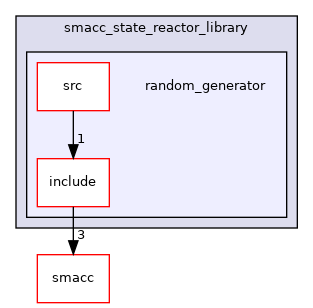 smacc_state_reactor_library
src
random_generator
1
include
3
smacc